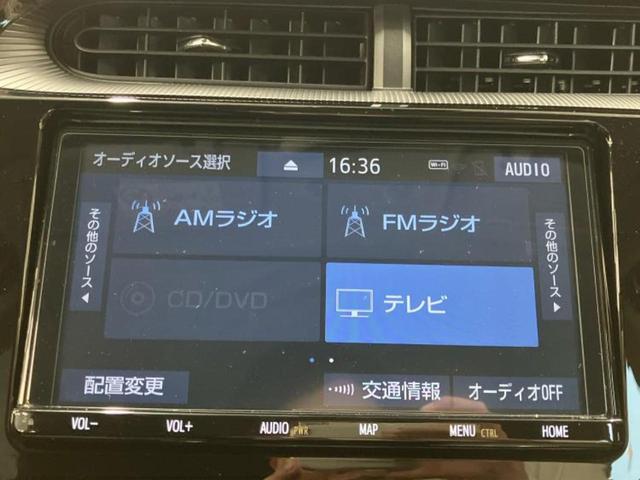 オーディオソース選択
16:36
Wi-Fi
AUDIO
その他のソース
AMラジオ
FMラジオ
その他のソース
CD/DVD
テレビ
配置変更
交通情報
オーディオOFF
VOL-
VOL+
AUDIO PWR
MAP
MENU CTRL
HOME